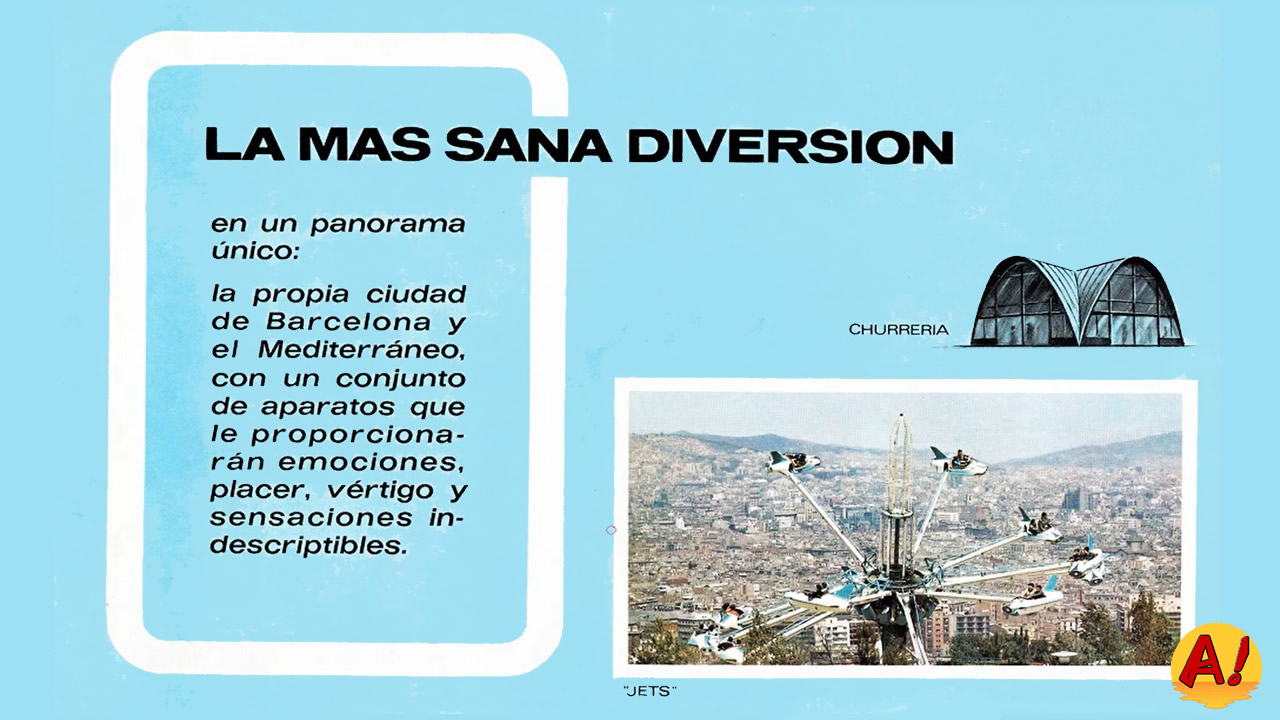 LA MAS SANA DIVERSION
en un panorama
único:
la propia ciudad
de Barcelona y
el Mediterráneo,
con un conjunto
de aparatos que
le proporciona-
rán emociones,
placer, vértigo y
sensaciones in-
descriptibles.
CHURRERIA
"JETS"
A!